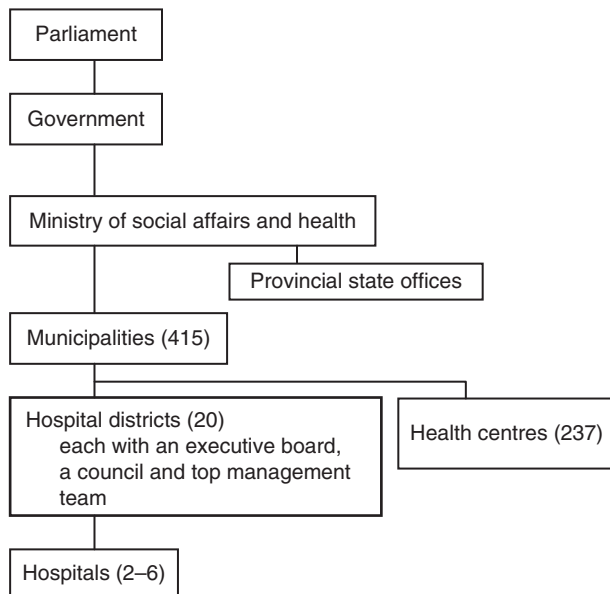 Parliament
Government
Ministry of social affairs and health
Provincial state offices
Municipalities (415)
Hospital districts (20)
each with an executive board,
a council and top management
team
Health centres (237)
Hospitals (2–6)